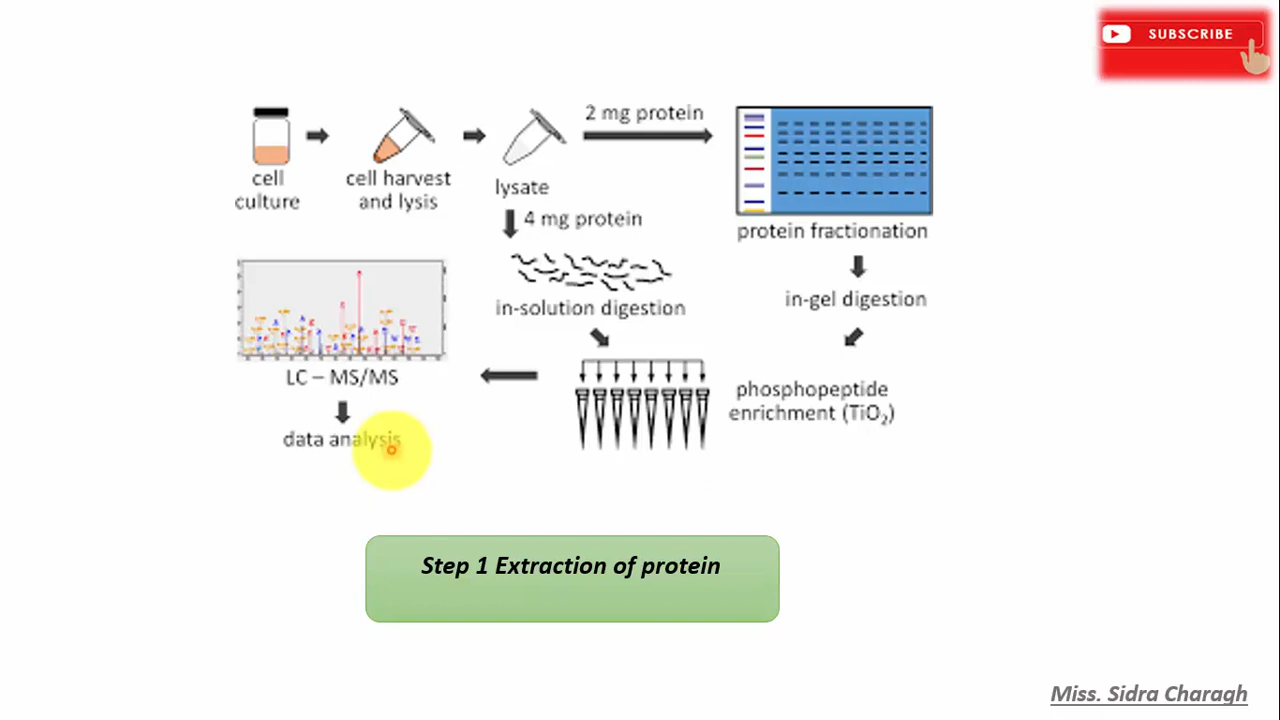 SUBSCRIBE
2 mg protein
cell
culture
cell harvest
and lysis
lysate
4 mg protein
protein fractionation
in-solution digestion
in-gel digestion
LC – MS/MS
phosphopeptide
enrichment (TiO₂)
data analysis
Step 1 Extraction of protein
Miss. Sidra Charagh